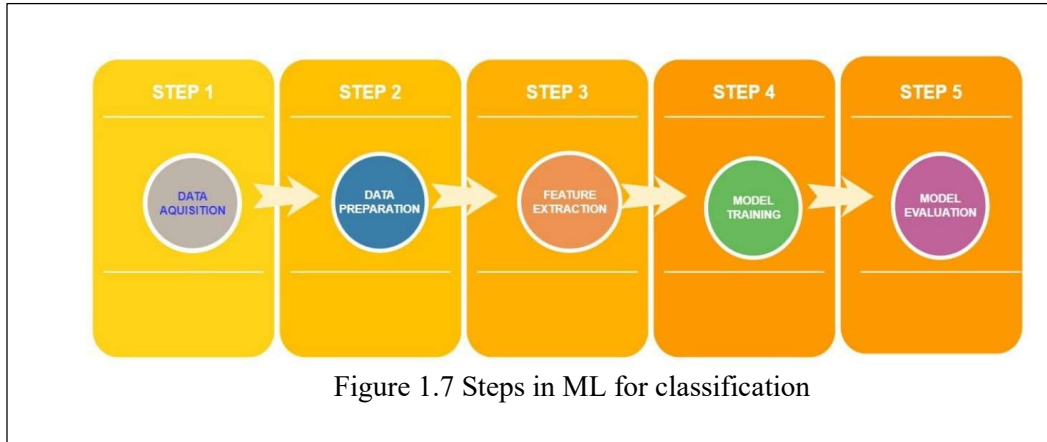 STEP 1
STEP 2
STEP 3
STEP 4
STEP 5
DATA
AQUISITION
DATA
PREPARATION
FEATURE
EXTRACTION
MODEL
TRAINING
MODEL
EVALUATION
Figure 1.7 Steps in ML for classification